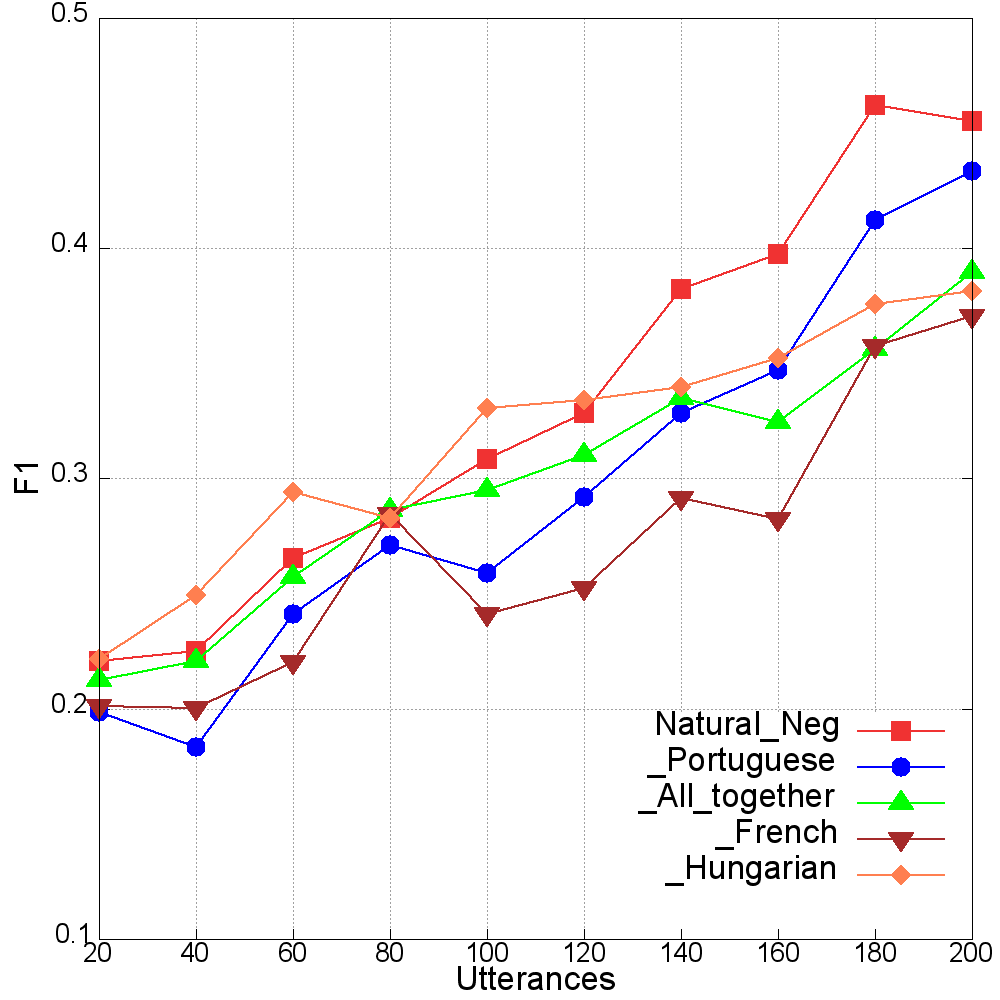 0.5
0.4
0.3
0.2
0.1
F1
20 40 60 80 100 120 140 160 180 200
Utterances
Natural_Neg
_Portuguese
_All_together
_French
_Hungarian